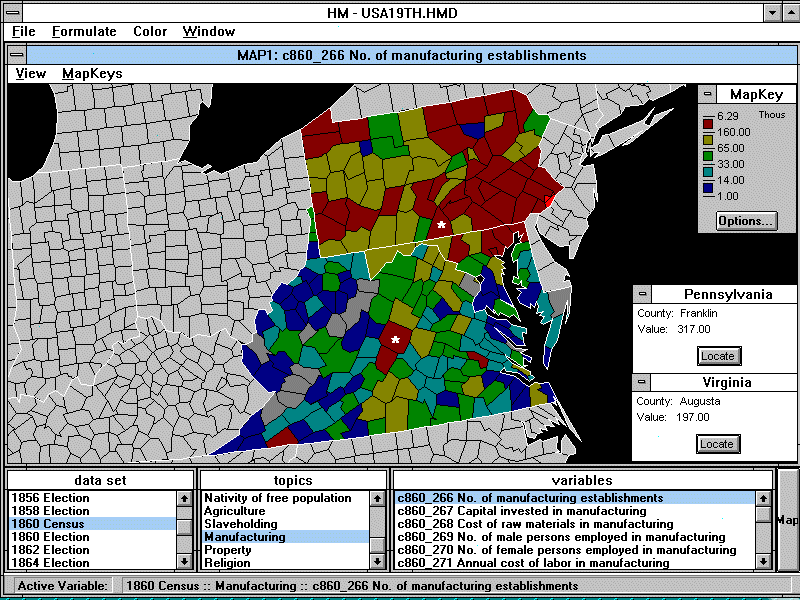 HM - USA19TH.HMD
File Formulate Color Window
MAP1: c860_266 No. of manufacturing establishments
View MapKeys
MapKey
6.29 Thous
160.00
65.00
33.00
14.00
1.00
Options...
*
*
Pennsylvania
County: Franklin
Value: 317.00
Locate
Virginia
County: Augusta
Value: 197.00
Locate
data set
1856 Election
1858 Election
1860 Census
1860 Election
1862 Election
1864 Election
topics
Nativity of free population
Agriculture
Slaveholding
Manufacturing
Property
Religion
variables
c860_266 No. of manufacturing establishments
c860_267 Capital invested in manufacturing
c860_268 Cost of raw materials in manufacturing
c860_269 No. of male persons employed in manufacturing
c860_270 No. of female persons employed in manufacturing
c860_271 Annual cost of labor in manufacturing
Map
Active Variable: 1860 Census :: Manufacturing :: c860_266 No. of manufacturing establishments